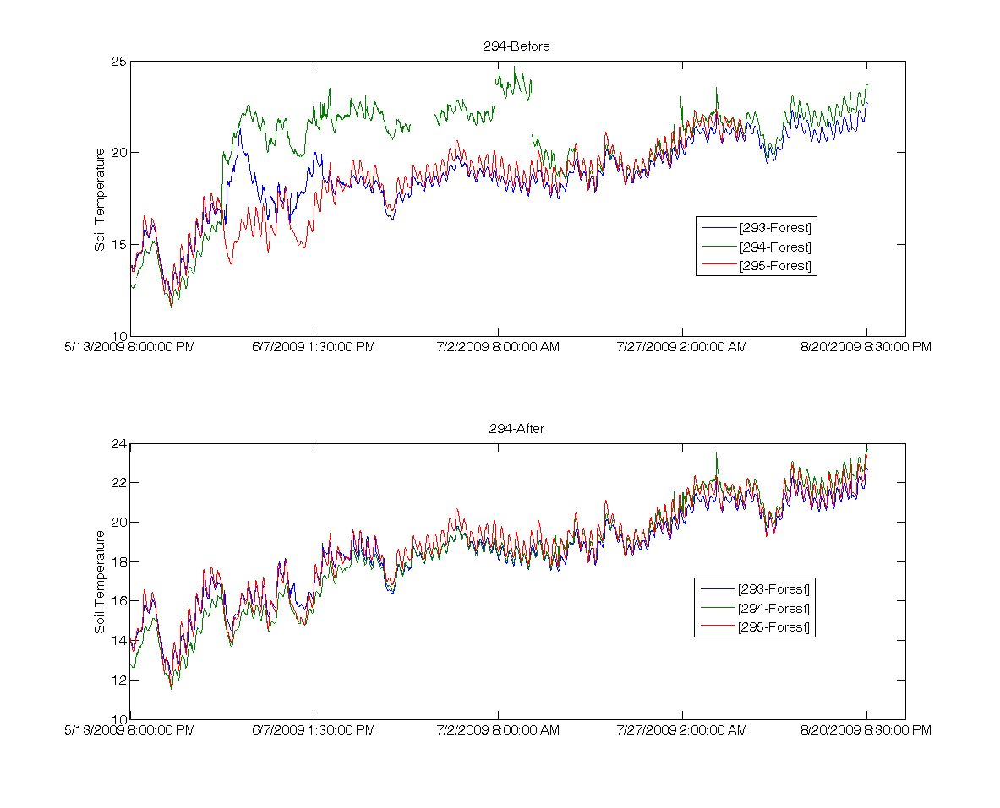 294-Before
25
20
15
10
Soil Temperature
[293-Forest]
[294-Forest]
[295-Forest]
5/13/2009 8:00:00 PM 6/7/2009 1:30:00 PM 7/2/2009 8:00:00 AM 7/27/2009 2:00:00 AM 8/20/2009 8:30:00 PM
294-After
24
22
20
18
16
14
12
10
Soil Temperature
[293-Forest]
[294-Forest]
[295-Forest]
5/13/2009 8:00:00 PM 6/7/2009 1:30:00 PM 7/2/2009 8:00:00 AM 7/27/2009 2:00:00 AM 8/20/2009 8:30:00 PM